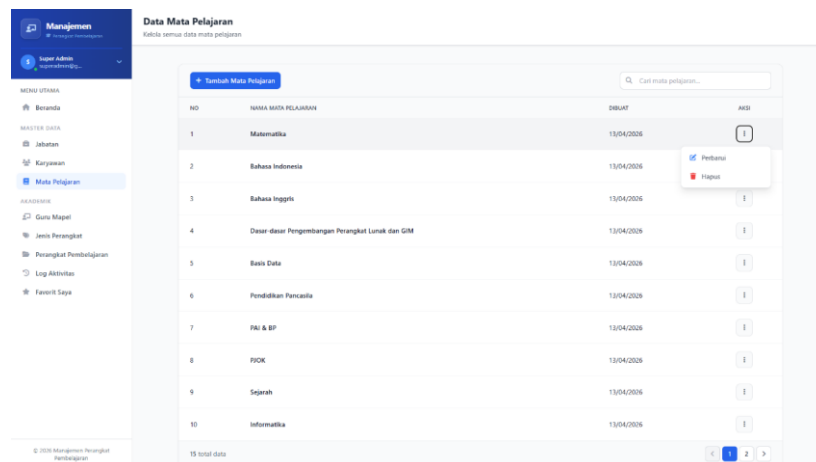 Manajemen
Perangkat Pembelajaran
Super Admin
superadmin@g...
MENU UTAMA
Beranda
MASTER DATA
Jabatan
Karyawan
Mata Pelajaran
AKADEMIK
Guru Mapel
Jenis Perangkat
Perangkat Pembelajaran
Log Aktivitas
Favorit Saya
© 2026 Manajemen Perangkat
Pembelajaran
Data Mata Pelajaran
Kelola semua data mata pelajaran
+ Tambah Mata Pelajaran
Cari mata pelajaran...
NO NAMA MATA PELAJARAN DIBUAT AKSI
1 Matematika 13/04/2026
Perbarui
Hapus
2 Bahasa Indonesia 13/04/2026
3 Bahasa Inggris 13/04/2026
4 Dasar-dasar Pengembangan Perangkat Lunak dan GIM 13/04/2026
5 Basis Data 13/04/2026
6 Pendidikan Pancasila 13/04/2026
7 PAI & BP 13/04/2026
8 PJOK 13/04/2026
9 Sejarah 13/04/2026
10 Informatika 13/04/2026
15 total data
< 1 2 >